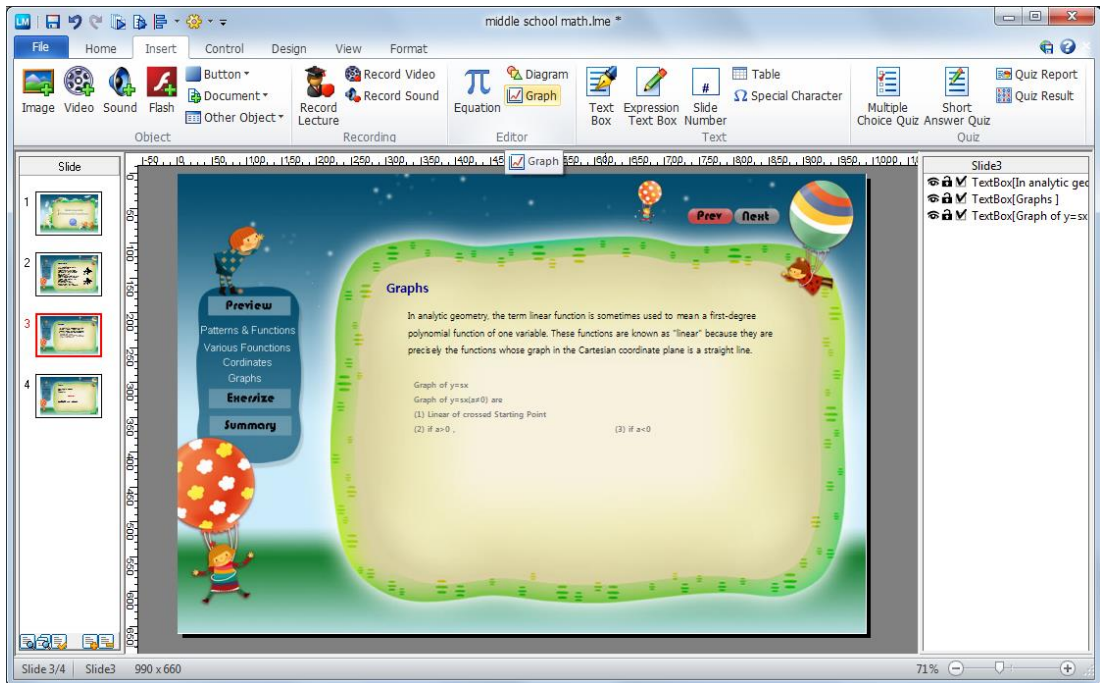 LM
middle school math.lme *
File Home Insert Control Design View Format
Image Video Sound Flash
Button
Document
Other Object
Object
Record Lecture
Record Video
Record Sound
Recording
Equation
Diagram
Graph
Editor
Text Box
Expression Text Box
# Slide Number
Table
Special Character
Text
Multiple Choice Quiz
Short Answer Quiz
Quiz Report
Quiz Result
Quiz
Graph
Slide
1
2
3
4
Prev Next
Preview
Patterns & Functions
Various Founctions
Cordinates
Graphs
Exersize
Summary
Graphs
In analytic geometry, the term linear function is sometimes used to mean a first-degree
polynomial function of one variable. These functions are known as "linear" because they are
precisely the functions whose graph in the Cartesian coordinate plane is a straight line.
Graph of y=sx
Graph of y=sx(a≠0) are
(1) Linear of crossed Starting Point
(2) if a>0 , (3) if a<0
Slide3
TextBox[In analytic geo
TextBox[Graphs ]
TextBox[Graph of y=sx
Slide 3/4 Slide3 990 x 660 71%